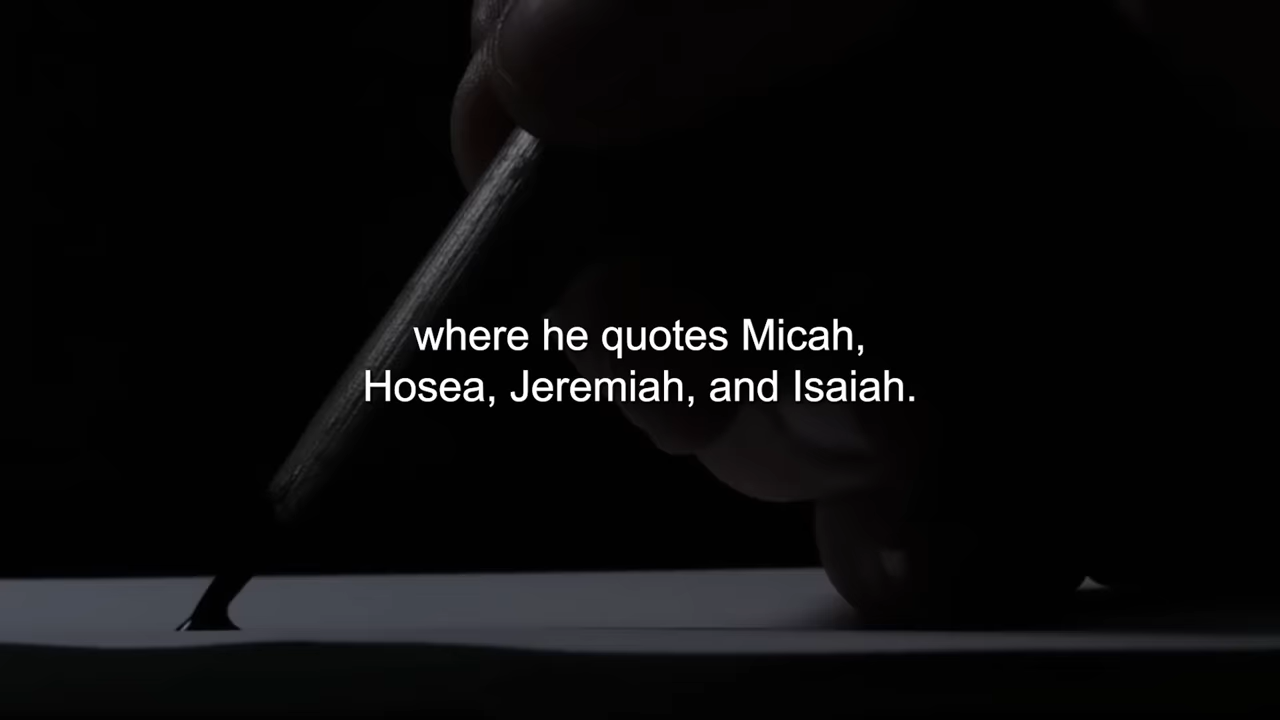 where he quotes Micah,
Hosea, Jeremiah, and Isaiah.